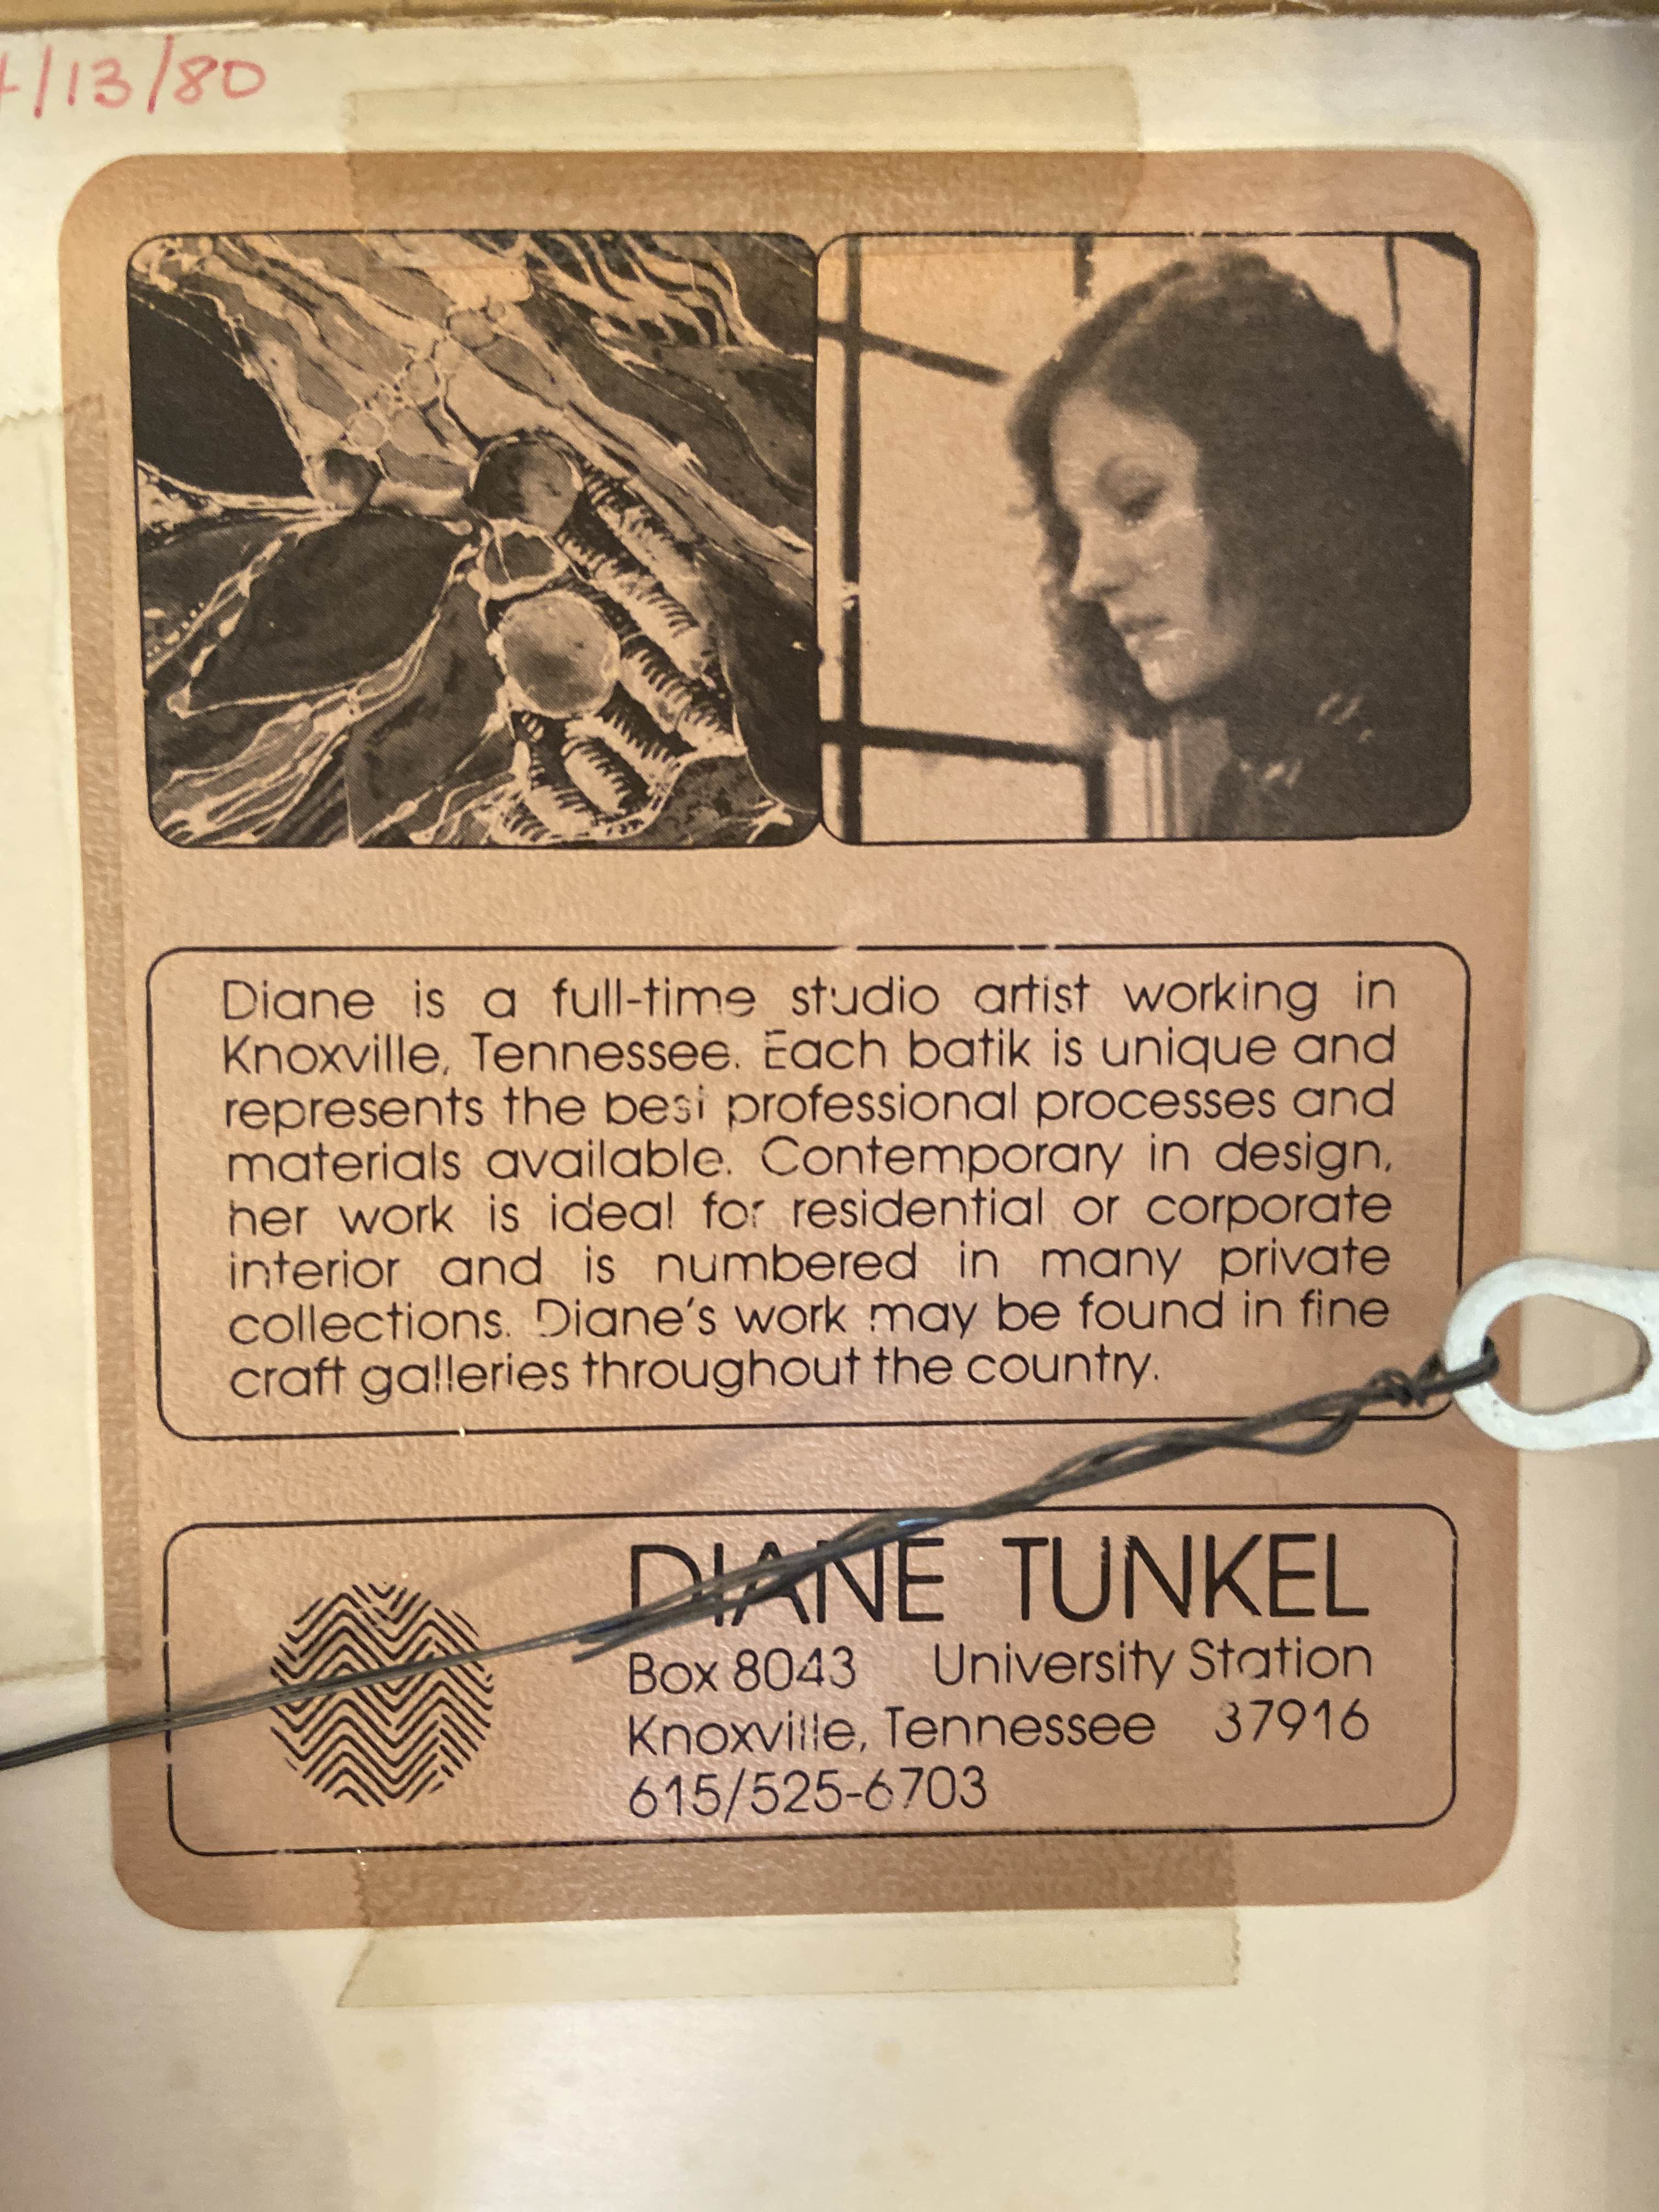 /13/80
Diane is a full-time studio artist working in
Knoxville, Tennessee. Each batik is unique and
represents the best professional processes and
materials available. Contemporary in design,
her work is ideal for residential or corporate
interior and is numbered in many private
collections. Diane's work may be found in fine
craft galleries throughout the country.
DIANE TUNKEL
Box 8043 University Station
Knoxville, Tennessee 37916
615/525-6703